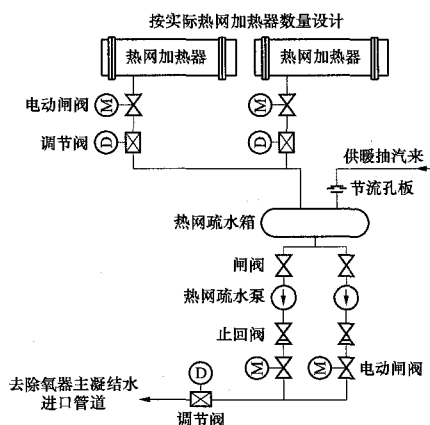 按实际热网加热器数量设计
热网加热器
热网加热器
电动闸阀
M
M
调节阀
D
D
供暖抽汽来
节流孔板
热网疏水箱
闸阀
热网疏水泵
止回阀
M
M
电动闸阀
D
去除氧器主凝结水
进口管道
调节阀